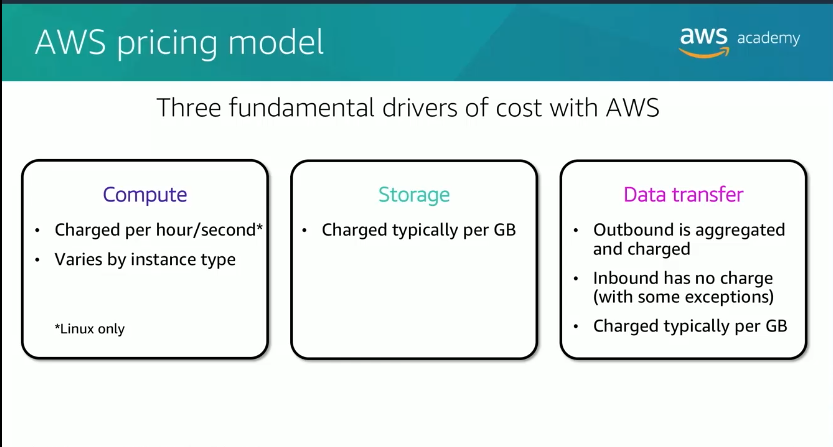 AWS pricing model
aws academy
Three fundamental drivers of cost with AWS
Compute
• Charged per hour/second*
• Varies by instance type
*Linux only
Storage
• Charged typically per GB
Data transfer
• Outbound is aggregated
and charged
• Inbound has no charge
(with some exceptions)
• Charged typically per GB